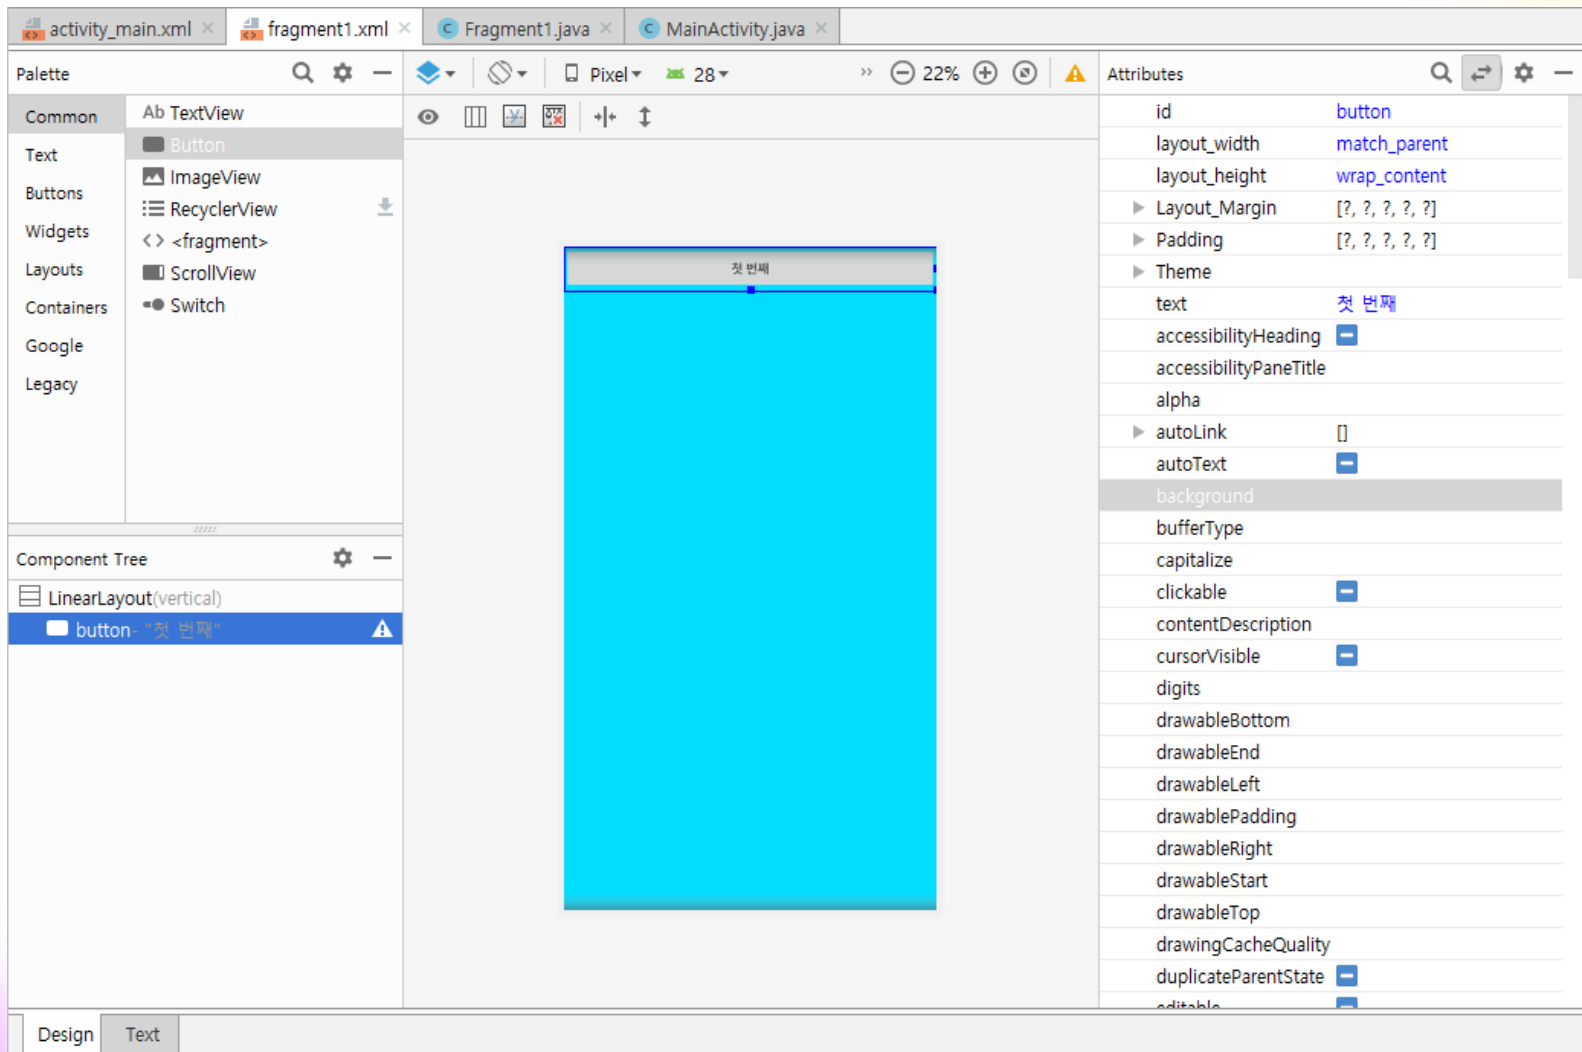 activity_main.xml fragment1.xml Fragment1.java MainActivity.java
Palette
Common
Text
Buttons
Widgets
Layouts
Containers
Google
Legacy
Ab TextView
Button
ImageView
RecyclerView
<fragment>
ScrollView
Switch
Component Tree
LinearLayout(vertical)
button- "첫 번째"
Pixel 28 22%
첫 번째
Attributes
id button
layout_width match_parent
layout_height wrap_content
Layout_Margin [?, ?, ?, ?, ?]
Padding [?, ?, ?, ?, ?]
Theme
text 첫 번째
accessibilityHeading
accessibilityPaneTitle
alpha
autoLink []
autoText
background
bufferType
capitalize
clickable
contentDescription
cursorVisible
digits
drawableBottom
drawableEnd
drawableLeft
drawablePadding
drawableRight
drawableStart
drawableTop
drawingCacheQuality
duplicateParentState
editable
Design Text